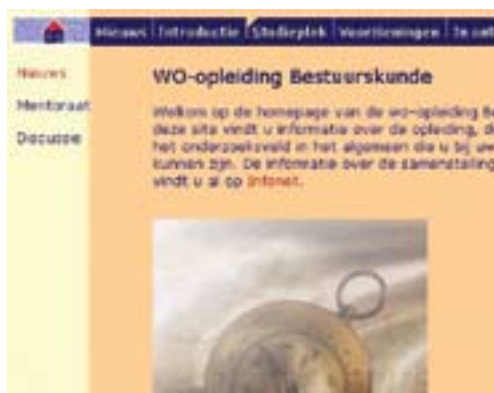 Nieuws Introductie Studieplek Voorzieningen
Nieuws
Mentoraat
Discussie
WO-opleiding Bestuurskunde
Welkom op de homepage van de wo-opleiding
deze site vindt u informatie over de opleiding,
het onderzoeksveld in het algemeen die u bij uw
kunnen zijn. De informatie over de samenstelling
vindt u al op Infonet.